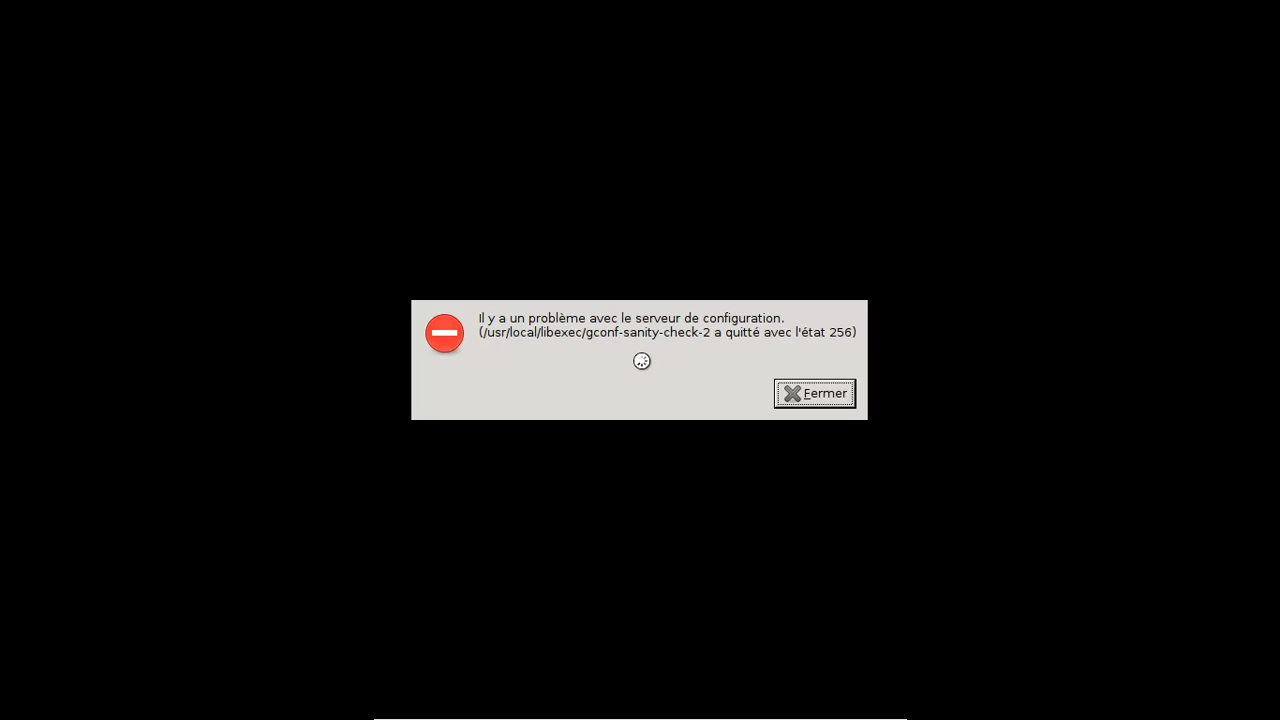 Il y a un problème avec le serveur de configuration.
(/usr/local/libexec/gconf-sanity-check-2 a quitté avec l'état 256)
Fermer